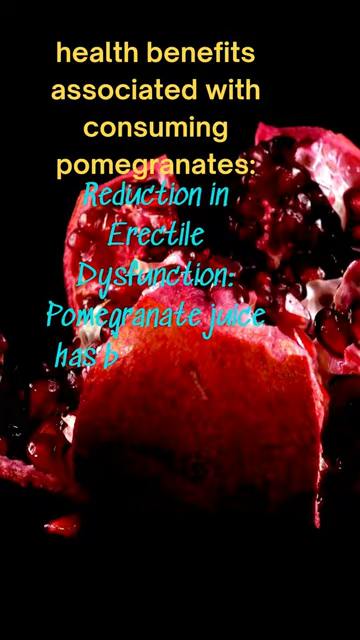 health benefits
associated with
consuming
pomegranates:
Reduction in
Erectile
Dysfunction:
Pomegranate juice
has b